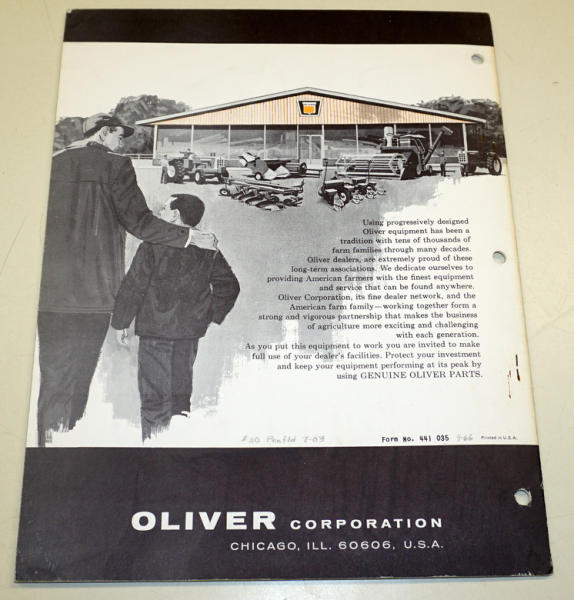 Using progressively designed
Oliver equipment has been a
tradition with tens of thousands of
farm families through many decades.
Oliver dealers, are extremely proud of these
long-term associations. We dedicate ourselves to
providing American farmers with the finest equipment
and service that can be found anywhere.
Oliver Corporation, its fine dealer network, and the
American farm family—working together form a
strong and vigorous partnership that makes the business
of agriculture more exciting and challenging
with each generation.
As you put this equipment to work you are invited to make
full use of your dealer's facilities. Protect your investment
and keep your equipment performing at its peak by
using GENUINE OLIVER PARTS.
Form No. 441 035 Printed in U.S.A.
OLIVER CORPORATION
CHICAGO, ILL. 60606, U.S.A.